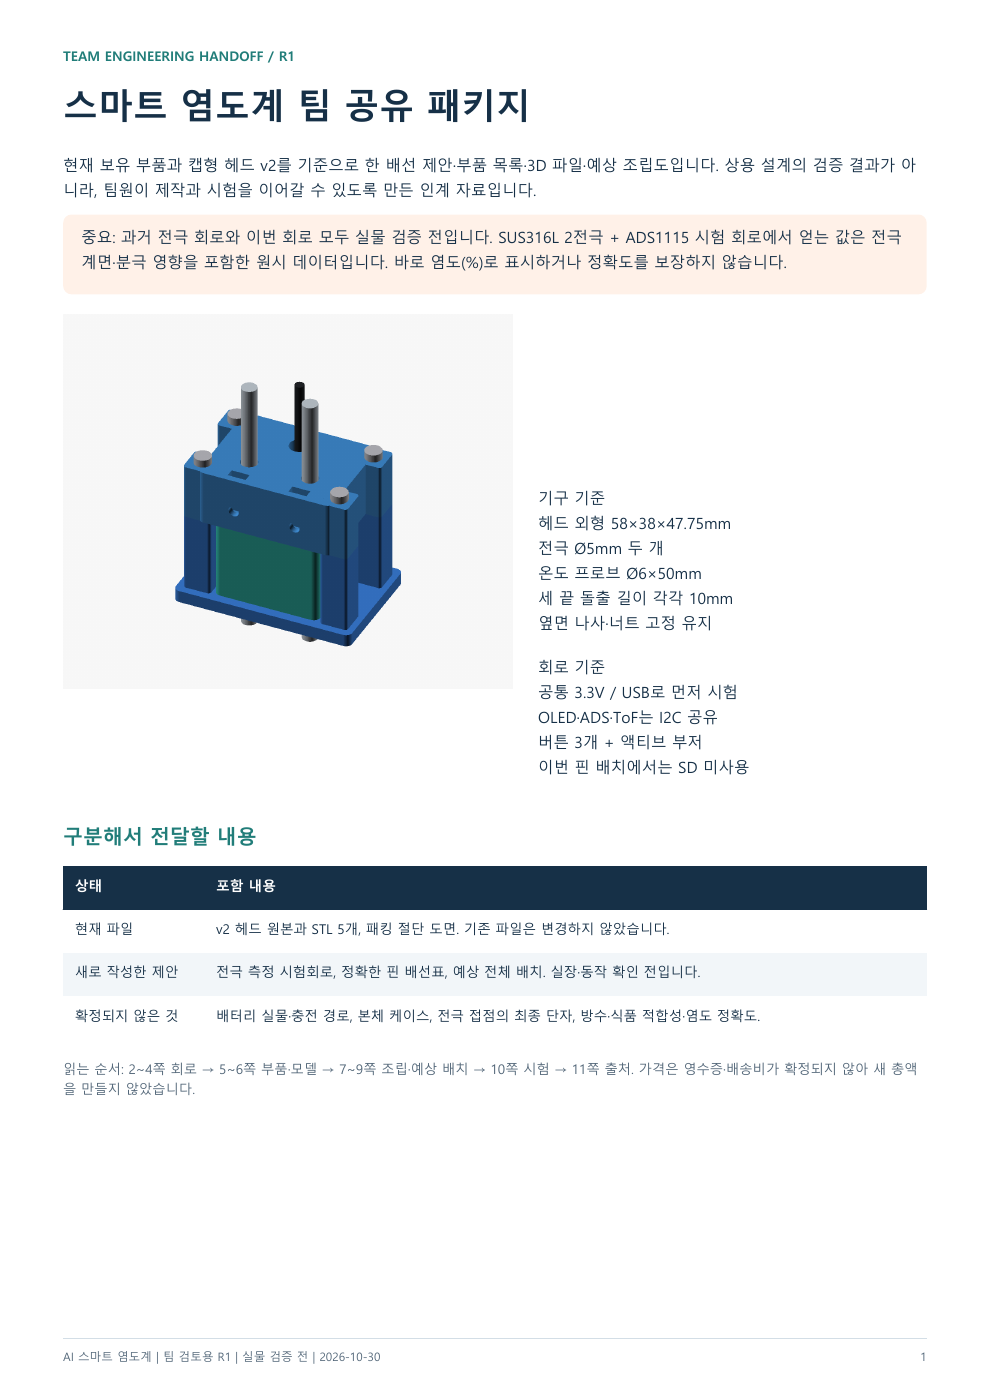 TEAM ENGINEERING HANDOFF / R1
스마트 염도계 팀 공유 패키지
현재 보유 부품과 캡형 헤드 v2를 기준으로 한 배선 제안·부품 목록·3D 파일·예상 조립도입니다. 상용 설계의 검증 결과가 아
니라, 팀원이 제작과 시험을 이어갈 수 있도록 만든 인계 자료입니다.
중요: 과거 전극 회로와 이번 회로 모두 실물 검증 전입니다. SUS316L 2전극 + ADS1115 시험 회로에서 얻는 값은 전극
계면·분극 영향을 포함한 원시 데이터입니다. 바로 염도(%)로 표시하거나 정확도를 보장하지 않습니다.
기구 기준
헤드 외형 58×38×47.75mm
전극 Ø5mm 두 개
온도 프로브 Ø6×50mm
세 끝 돌출 길이 각각 10mm
옆면 나사·너트 고정 유지
회로 기준
공통 3.3V / USB로 먼저 시험
OLED·ADS·ToF는 I2C 공유
버튼 3개 + 액티브 부저
이번 핀 배치에서는 SD 미사용
구분해서 전달할 내용
상태 포함 내용
현재 파일 v2 헤드 원본과 STL 5개, 패킹 절단 도면. 기존 파일은 변경하지 않았습니다.
새로 작성한 제안 전극 측정 시험회로, 정확한 핀 배선표, 예상 전체 배치. 실장·동작 확인 전입니다.
확정되지 않은 것 배터리 실물·충전 경로, 본체 케이스, 전극 접점의 최종 단자, 방수·식품 적합성·염도 정확도.
읽는 순서: 2~4쪽 회로 → 5~6쪽 부품·모델 → 7~9쪽 조립·예상 배치 → 10쪽 시험 → 11쪽 출처. 가격은 영수증·배송비가 확정되지 않아 새 총액
을 만들지 않았습니다.
AI 스마트 염도계 | 팀 검토용 R1 | 실물 검증 전 | 2026-10-30
1